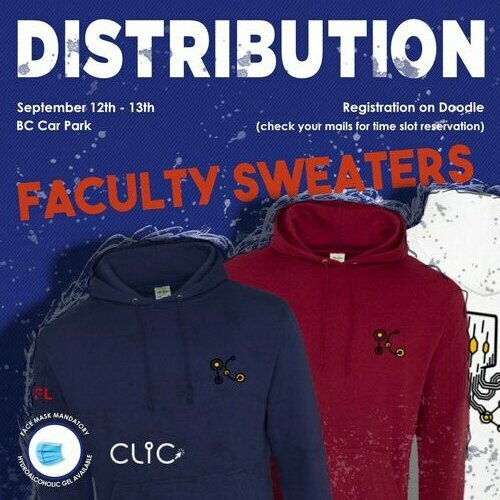 DISTRIBUTION
September 12th - 13th
BC Car Park
Registration on Doodle
(check your mails for time slot reservation)
FACULTY SWEATERS
FL
FACE MASK MANDATORY
HYDROALCOHOLIC GEL AVAILABLE
CLIC